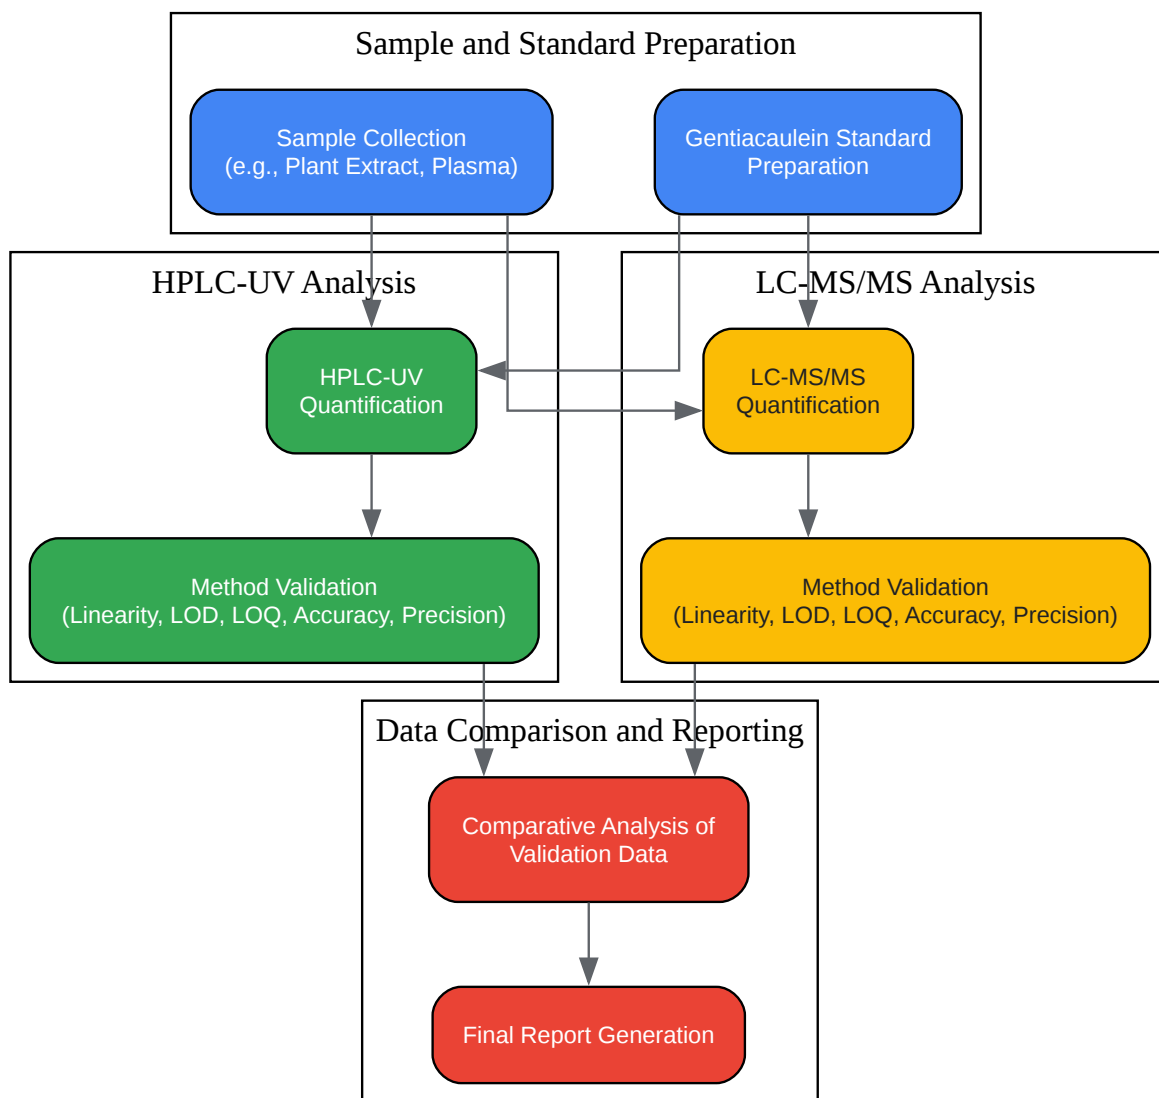 Sample and Standard Preparation
Sample Collection
(e.g., Plant Extract, Plasma)
Gentiacaulein Standard
Preparation
HPLC-UV Analysis
HPLC-UV
Quantification
Method Validation
(Linearity, LOD, LOQ, Accuracy, Precision)
LC-MS/MS Analysis
LC-MS/MS
Quantification
Method Validation
(Linearity, LOD, LOQ, Accuracy, Precision)
Data Comparison and Reporting
Comparative Analysis of
Validation Data
Final Report Generation